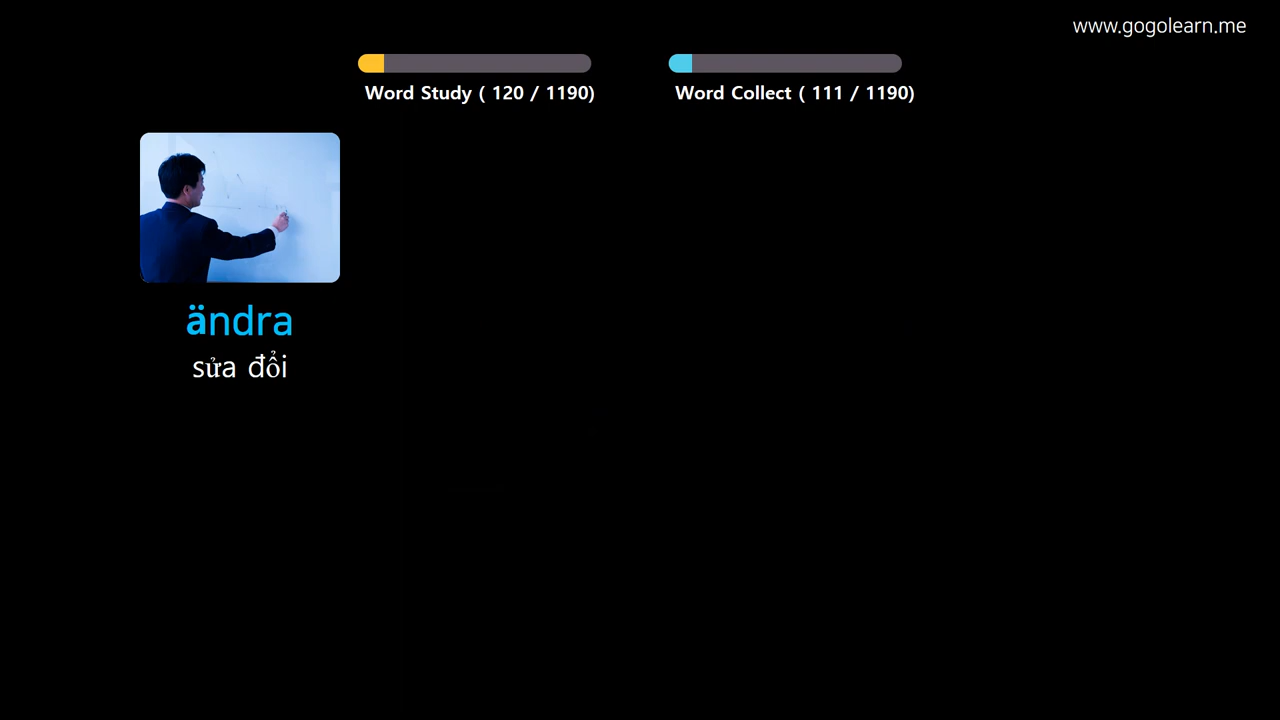 www.gogolearn.me
Word Study ( 120 / 1190)
Word Collect ( 111 / 1190)
ändra
sửa đổi